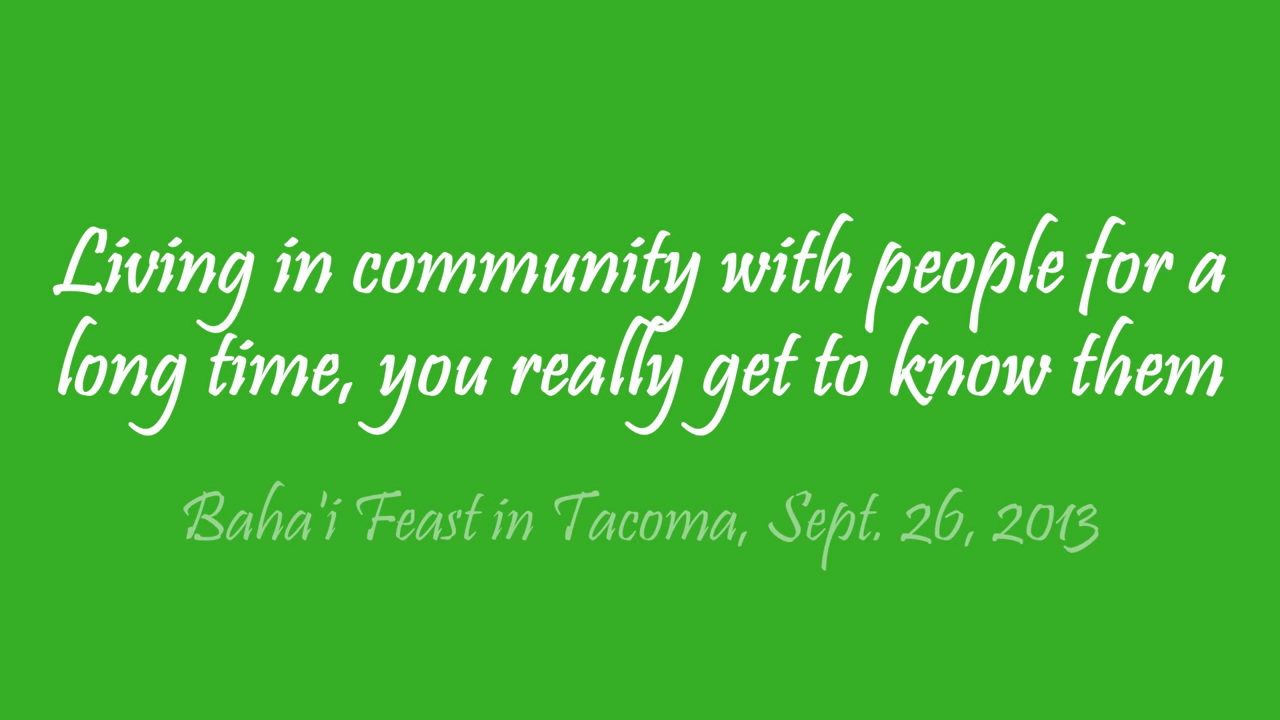 Living in community with people for a
long time, you really get to know them
Baha'i Feast in Tacoma, Sept. 26, 2013